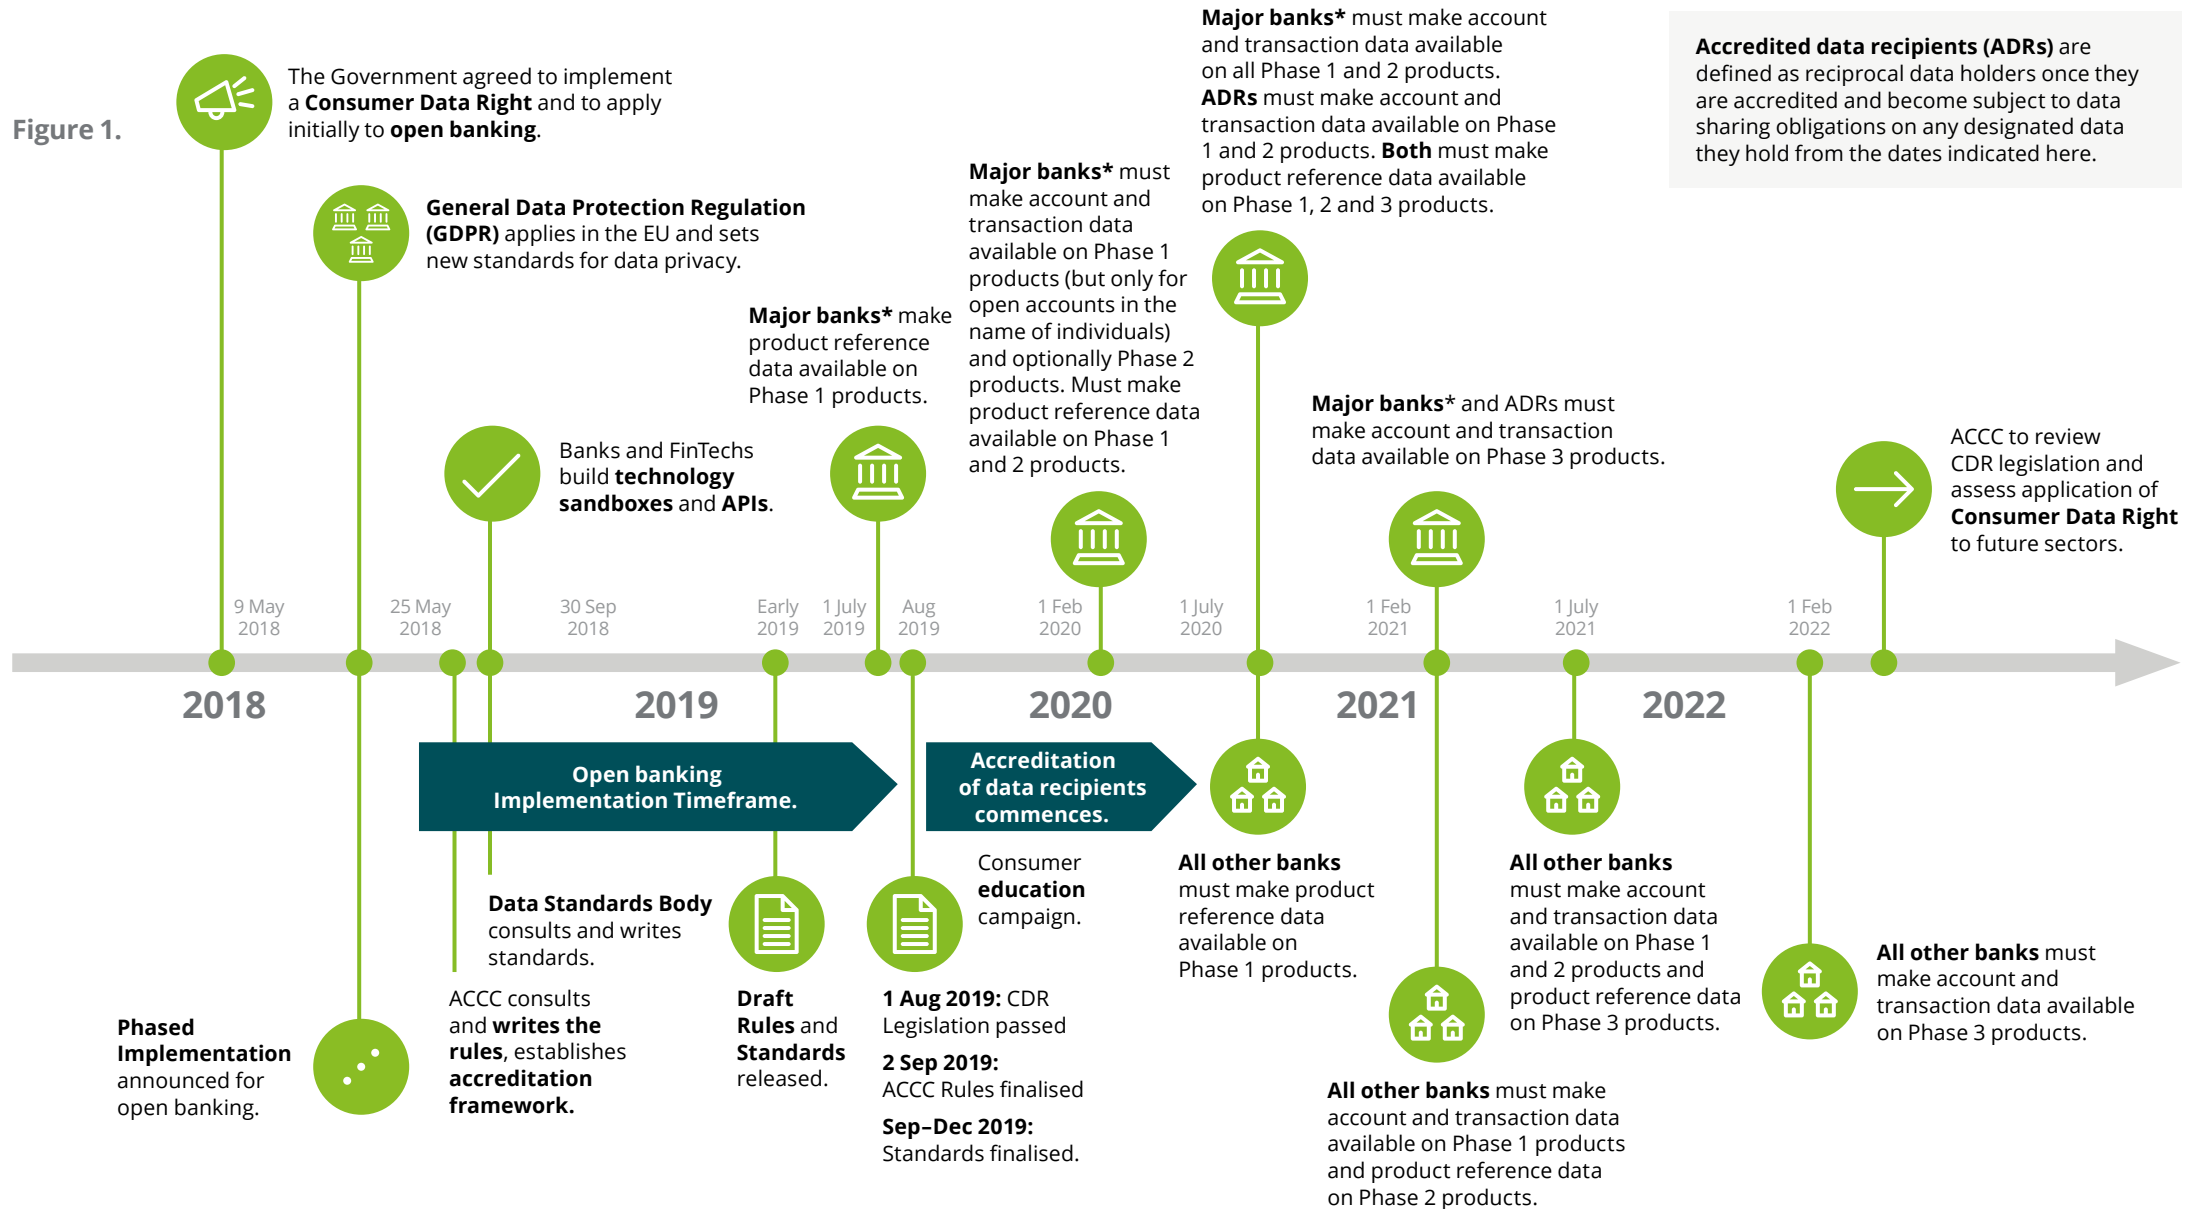 Figure 1.
The Government agreed to implement
a Consumer Data Right and to apply
initially to open banking.
General Data Protection Regulation
(GDPR) applies in the EU and sets
new standards for data privacy.
Banks and FinTechs
build technology
sandboxes and APIs.
Major banks* make
product reference
data available on
Phase 1 products.
Major banks* must
make account and
transaction data
available on Phase 1
products (but only for
open accounts in the
name of individuals)
and optionally Phase 2
products. Must make
product reference data
available on Phase 1
and 2 products.
Major banks* must make account
and transaction data available
on all Phase 1 and 2 products.
ADRs must make account and
transaction data available on Phase
1 and 2 products. Both must make
product reference data available
on Phase 1, 2 and 3 products.
Accredited data recipients (ADRs) are
defined as reciprocal data holders once they
are accredited and become subject to data
sharing obligations on any designated data
they hold from the dates indicated here.
Major banks* and ADRs must
make account and transaction
data available on Phase 3 products.
ACCC to review
CDR legislation and
assess application of
Consumer Data Right
to future sectors.
9 May
2018
25 May
2018
30 Sep
2018
Early
2019
1 July
2019
Aug
2019
1 Feb
2020
1 July
2020
1 Feb
2021
1 July
2021
1 Feb
2022
2018
2019
2020
2021
2022
Open banking
Implementation Timeframe.
Accreditation
of data recipients
commences.
Phased
Implementation
announced for
open banking.
Data Standards Body
consults and writes
standards.
ACCC consults
and writes the
rules, establishes
accreditation
framework.
Draft
Rules and
Standards
released.
Consumer
education
campaign.
1 Aug 2019: CDR
Legislation passed
2 Sep 2019:
ACCC Rules finalised
Sep–Dec 2019:
Standards finalised.
All other banks
must make product
reference data
available on
Phase 1 products.
All other banks must make
account and transaction data
available on Phase 1 products
and product reference data
on Phase 2 products.
All other banks
must make account
and transaction data
available on Phase 1
and 2 products and
product reference data
on Phase 3 products.
All other banks must
make account and
transaction data available
on Phase 3 products.